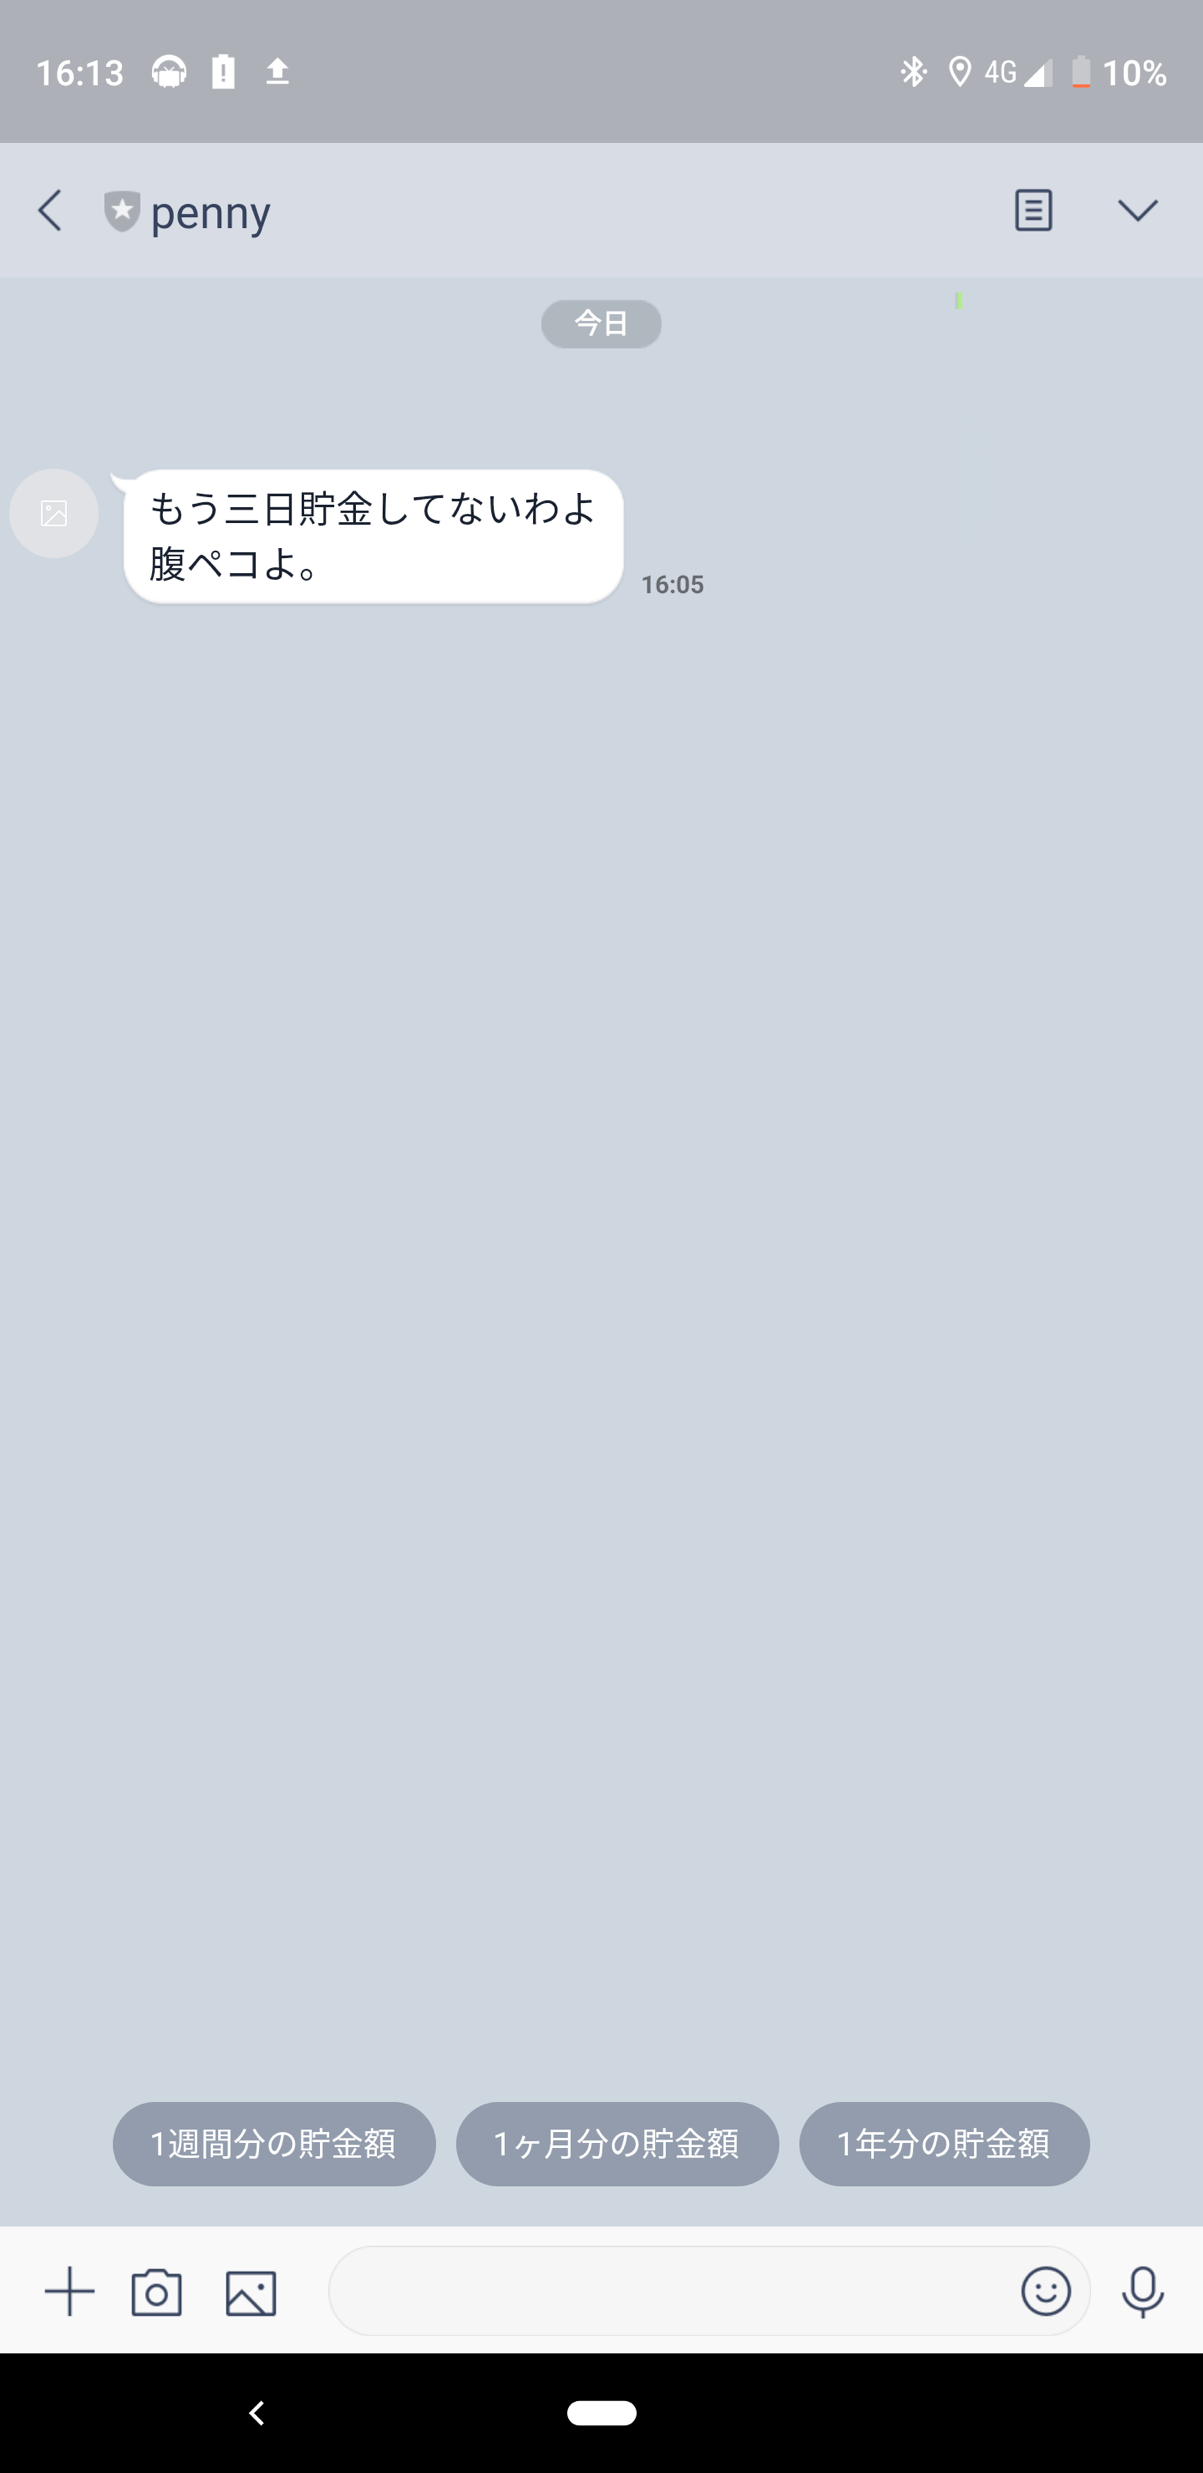 16:13
4G
10%
penny
今日
もう三日貯金してないわよ
腹ペコよ。
16:05
1週間分の貯金額
1ヶ月分の貯金額
1年分の貯金額